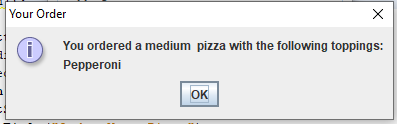 Your Order
You ordered a medium  pizza with the following toppings:
Pepperoni
OK